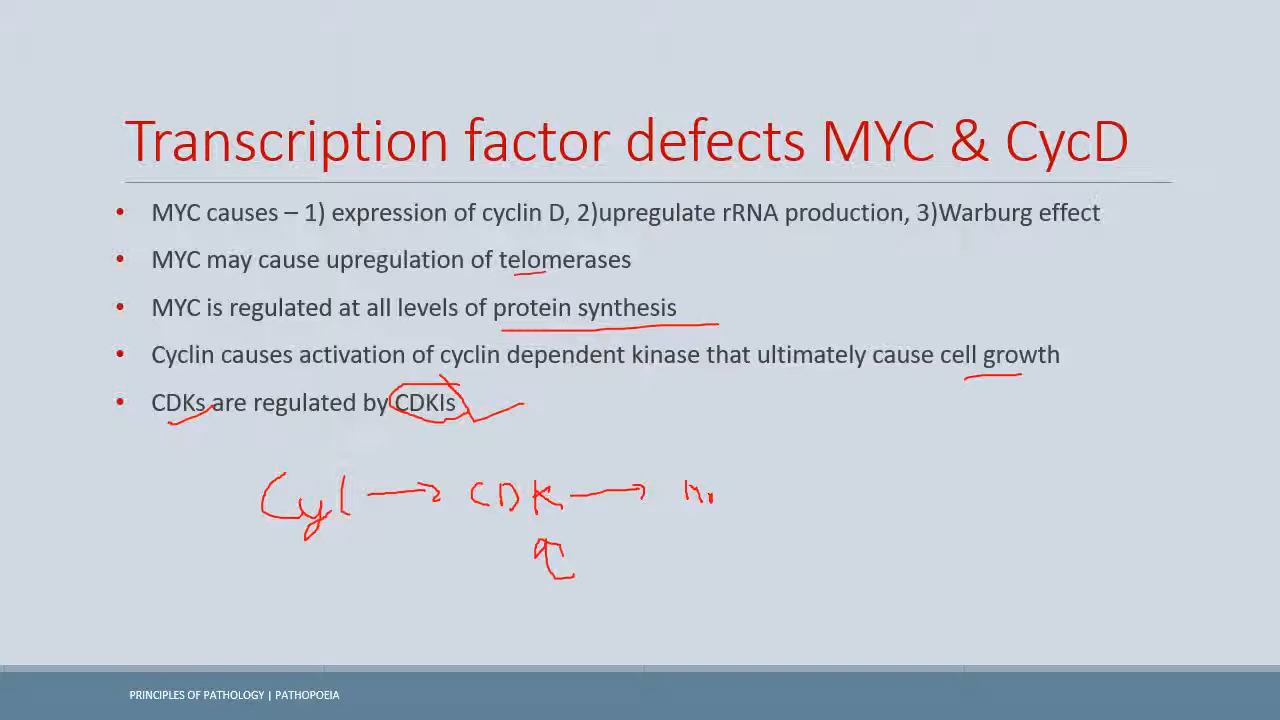 Transcription factor defects MYC & CycD
• MYC causes – 1) expression of cyclin D, 2)upregulate rRNA production, 3)Warburg effect
• MYC may cause upregulation of telomerases
• MYC is regulated at all levels of protein synthesis
• Cyclin causes activation of cyclin dependent kinase that ultimately cause cell growth
• CDKs are regulated by CDKIs
Cyl → CDK →
PRINCIPLES OF PATHOLOGY | PATHOPOEIA